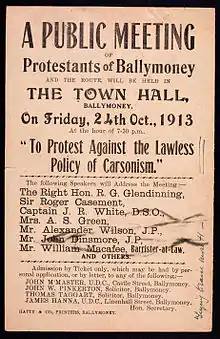 A PUBLIC MEETING
OF
Protestants of Ballymoney
AND THE ROUTE WILL BE HELD IN
THE TOWN HALL,
BALLYMONEY,
On Friday, 24th Oct., 1913
At the hour of 7-30 p.m.,
"To Protest Against the Lawless
Policy of Carsonism."
The following Speakers will Address the Meeting:—
The Right Hon. R. G. Glendinning.
Sir Roger Casement,
Captain J. R. White, D.S.O.,
Mrs. A. S. Green,
Mr. Alexander Wilson, J.P.,
Mr. John Dinsmore, J.P.,
Mr. William Macafee, Barrister-at-Law,
AND OTHERS.
Admission by Ticket only, which may be had by
personal application, or by letter, to any of the following:—
JOHN M'MASTER, U.D.C., Castle Street, Ballymoney.
JOHN W. PINKERTON, Solicitor, Ballymoney.
THOMAS TAGGART, Solicitor, Ballymoney.
JAMES HANNA, U.D.C., Linenhall Street, Ballymoney,
Hon. Secretary.
PRINTERS, BALLYMONEY.